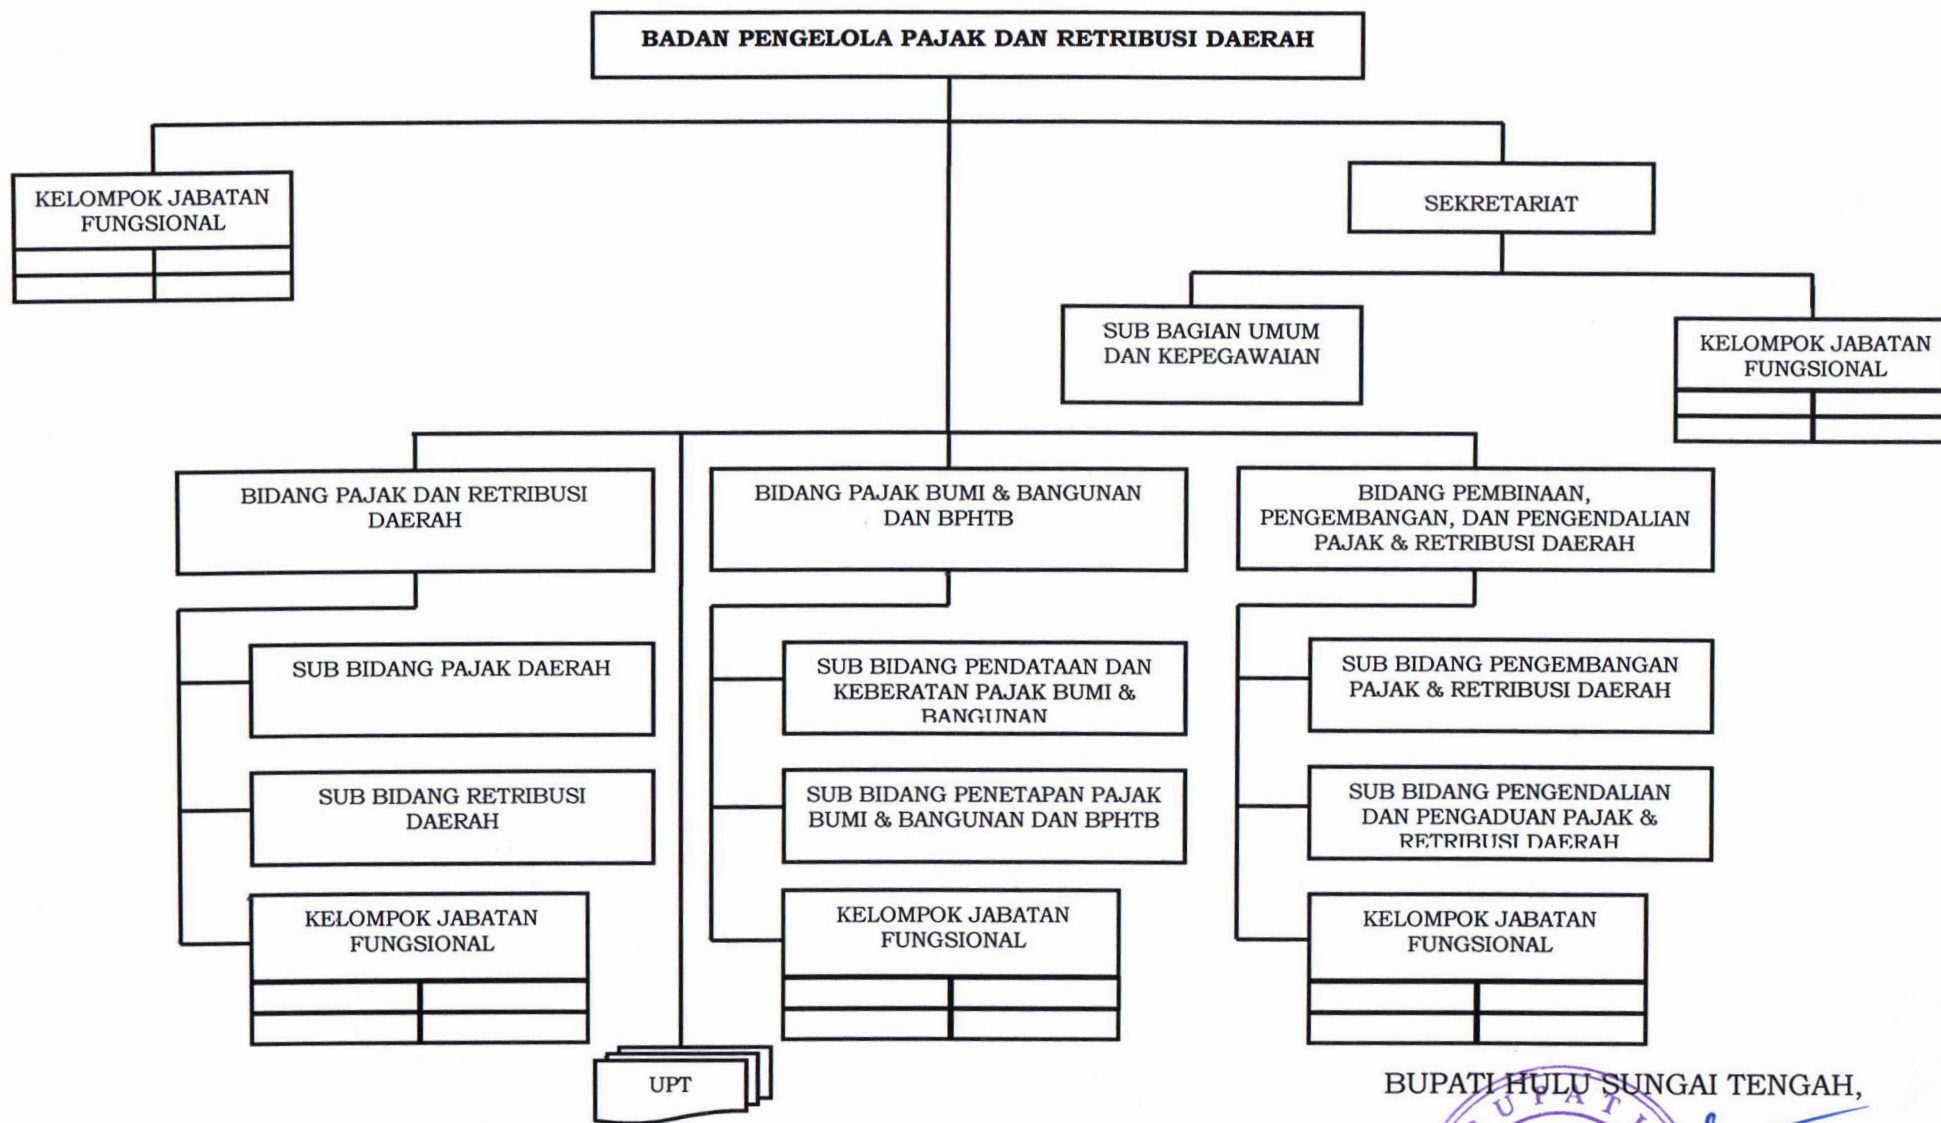 BADAN PENGELOLA PAJAK DAN RETRIBUSI DAERAH
KELOMPOK JABATAN
FUNGSIONAL
SEKRETARIAT
SUB BAGIAN UMUM
DAN KEPEGAWAIAN
KELOMPOK JABATAN
FUNGSIONAL
BIDANG PAJAK DAN RETRIBUSI
DAERAH
BIDANG PAJAK BUMI & BANGUNAN
DAN BPHTB
BIDANG PEMBINAAN,
PENGEMBANGAN, DAN PENGENDALIAN
PAJAK & RETRIBUSI DAERAH
SUB BIDANG PAJAK DAERAH
SUB BIDANG PENDATAAN DAN
KEBERATAN PAJAK BUMI &
BANGUNAN
SUB BIDANG PENGEMBANGAN
PAJAK & RETRIBUSI DAERAH
SUB BIDANG RETRIBUSI
DAERAH
SUB BIDANG PENETAPAN PAJAK
BUMI & BANGUNAN DAN BPHTB
SUB BIDANG PENGENDALIAN
DAN PENGADUAN PAJAK &
RETRIBUSI DAERAH
KELOMPOK JABATAN
FUNGSIONAL
KELOMPOK JABATAN
FUNGSIONAL
KELOMPOK JABATAN
FUNGSIONAL
UPT
BUPATI HULU SUNGAI TENGAH,
BUPATI